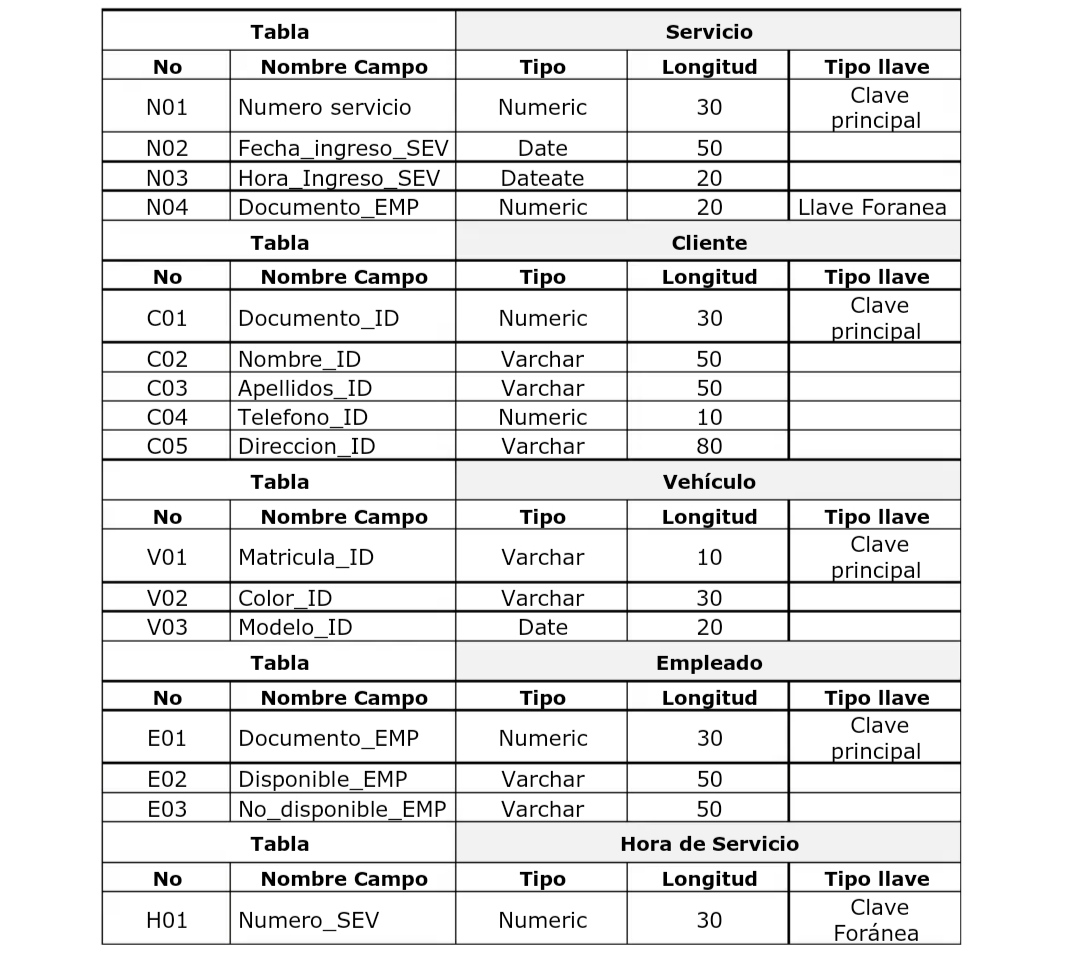 Tabla Servicio
No Nombre Campo Tipo Longitud Tipo llave
N01 Numero servicio Numeric 30 Clave principal
N02 Fecha_ingreso_SEV Date 50
N03 Hora_Ingreso_SEV Dateate 20
N04 Documento_EMP Numeric 20 Llave Foranea
Tabla Cliente
No Nombre Campo Tipo Longitud Tipo llave
C01 Documento_ID Numeric 30 Clave principal
C02 Nombre_ID Varchar 50
C03 Apellidos_ID Varchar 50
C04 Telefono_ID Numeric 10
C05 Direccion_ID Varchar 80
Tabla Vehículo
No Nombre Campo Tipo Longitud Tipo llave
V01 Matricula_ID Varchar 10 Clave principal
V02 Color_ID Varchar 30
V03 Modelo_ID Date 20
Tabla Empleado
No Nombre Campo Tipo Longitud Tipo llave
E01 Documento_EMP Numeric 30 Clave principal
E02 Disponible_EMP Varchar 50
E03 No_disponible_EMP Varchar 50
Tabla Hora de Servicio
No Nombre Campo Tipo Longitud Tipo llave
H01 Numero_SEV Numeric 30 Clave Foránea